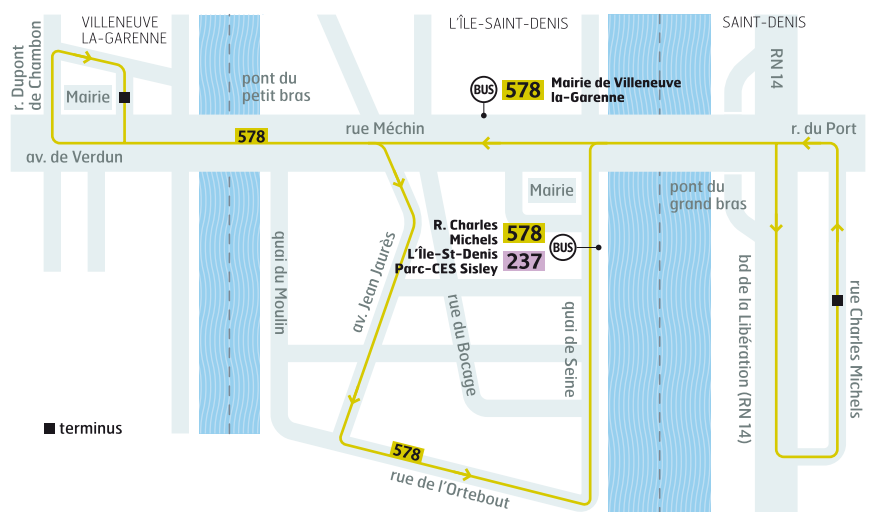 VILLENEUVE
LA-GARENNE
L'ÎLE-SAINT-DENIS
SAINT-DENIS
r. Dupont
de Chambon
Mairie
pont du
petit bras
BUS
578
Mairie de Villeneuve
la-Garenne
RN 14
578
rue Méchin
r. du Port
av. de Verdun
Mairie
pont du
grand bras
R. Charles
Michels
578
L'Île-St-Denis
Parc-CES Sisley
237
BUS
quai du Moulin
av. Jean Jaurès
rue du Bocage
quai de Seine
bd de la Libération (RN 14)
rue Charles Michels
terminus
578
rue de l'Ortebout